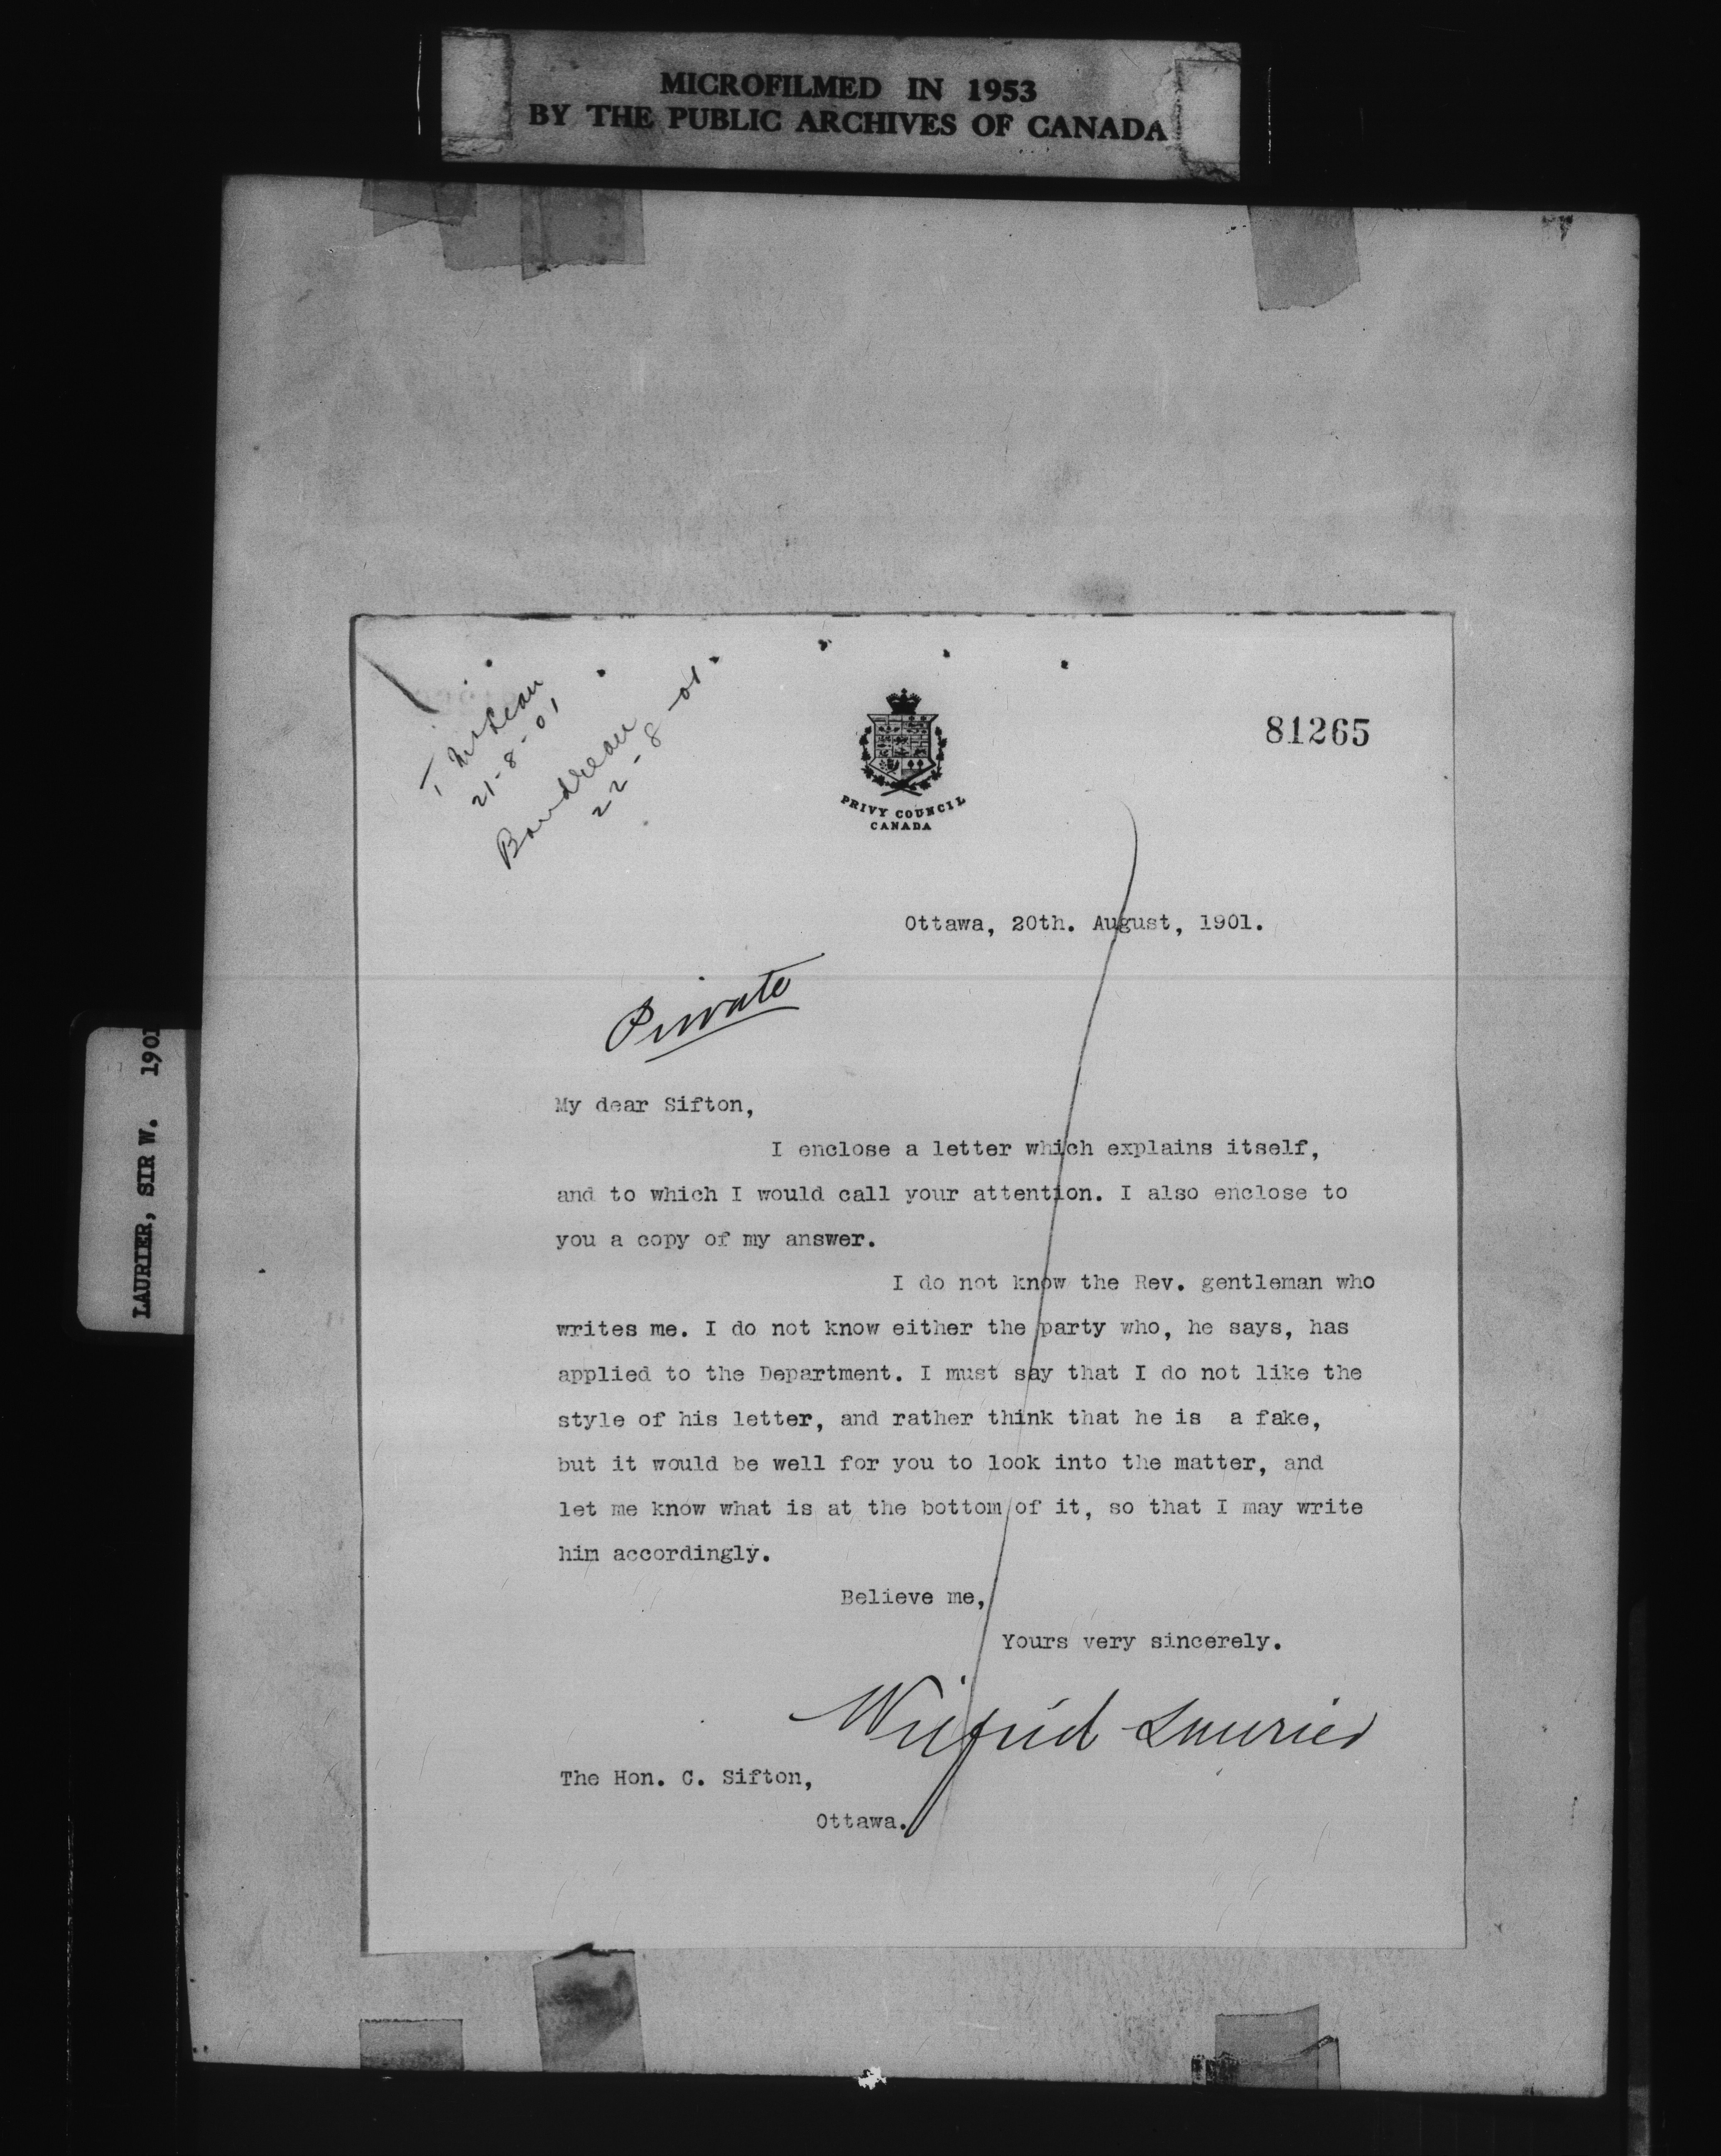 MICROFILMED IN 1953
BY THE PUBLIC ARCHIVES OF CANADA
LAURIER, SIR W. 1901
21-8-01
Boudreau
22-8-01
81265
PRIVY COUNCIL
CANADA
Ottawa, 20th. August, 1901.
Private
My dear Sifton,
I enclose a letter which explains itself,
and to which I would call your attention. I also enclose to
you a copy of my answer.
I do not know the Rev. gentleman who
writes me. I do not know either the party who, he says, has
applied to the Department. I must say that I do not like the
style of his letter, and rather think that he is a fake,
but it would be well for you to look into the matter, and
let me know what is at the bottom of it, so that I may write
him accordingly.
Believe me,
Yours very sincerely.
Wilfrid Laurier
The Hon. C. Sifton,
Ottawa.